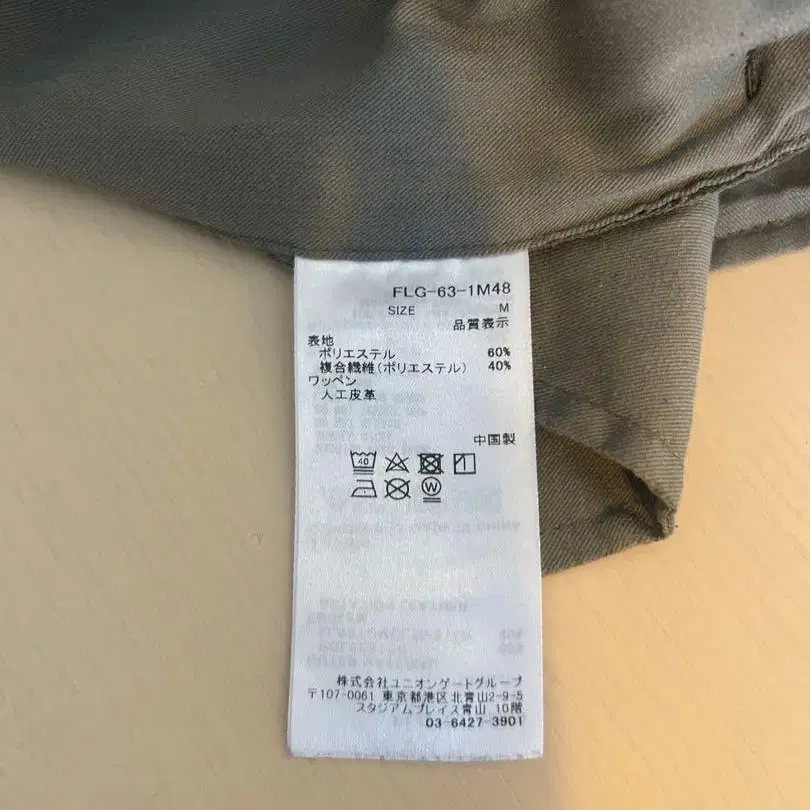 FLG-63-1M48
SIZE M
品質表示
表地
ポリエステル 60%
複合繊維(ポリエステル) 40%
ワッペン
人工皮革
中国製
40
W
株式会社ユニオンゲートグループ
〒107-0061 東京都港区北青山2-9-5
スタジアムプレイス青山 10階
03-6427-3901